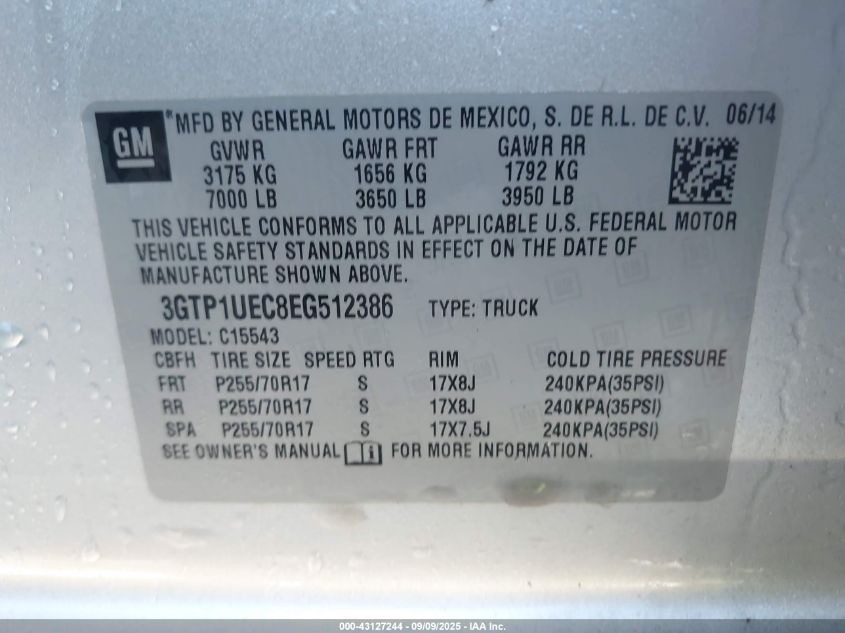 GM
®MFD BY GENERAL MOTORS DE MEXICO, S. DE R.L. DE C.V. 06/14
GVWR GAWR FRT GAWR RR
3175 KG 1656 KG 1792 KG
7000 LB 3650 LB 3950 LB
THIS VEHICLE CONFORMS TO ALL APPLICABLE U.S. FEDERAL MOTOR
VEHICLE SAFETY STANDARDS IN EFFECT ON THE DATE OF
MANUFACTURE SHOWN ABOVE.
3GTP1UEC8EG512386 TYPE: TRUCK
MODEL: C15543
CBFH TIRE SIZE SPEED RTG RIM COLD TIRE PRESSURE
FRT P255/70R17 S 17X8J 240KPA(35PSI)
RR P255/70R17 S 17X8J 240KPA(35PSI)
SPA P255/70R17 S 17X7.5J 240KPA(35PSI)
SEE OWNER'S MANUAL FOR MORE INFORMATION.
000-43127244 - 09/09/2025 - IAA Inc.